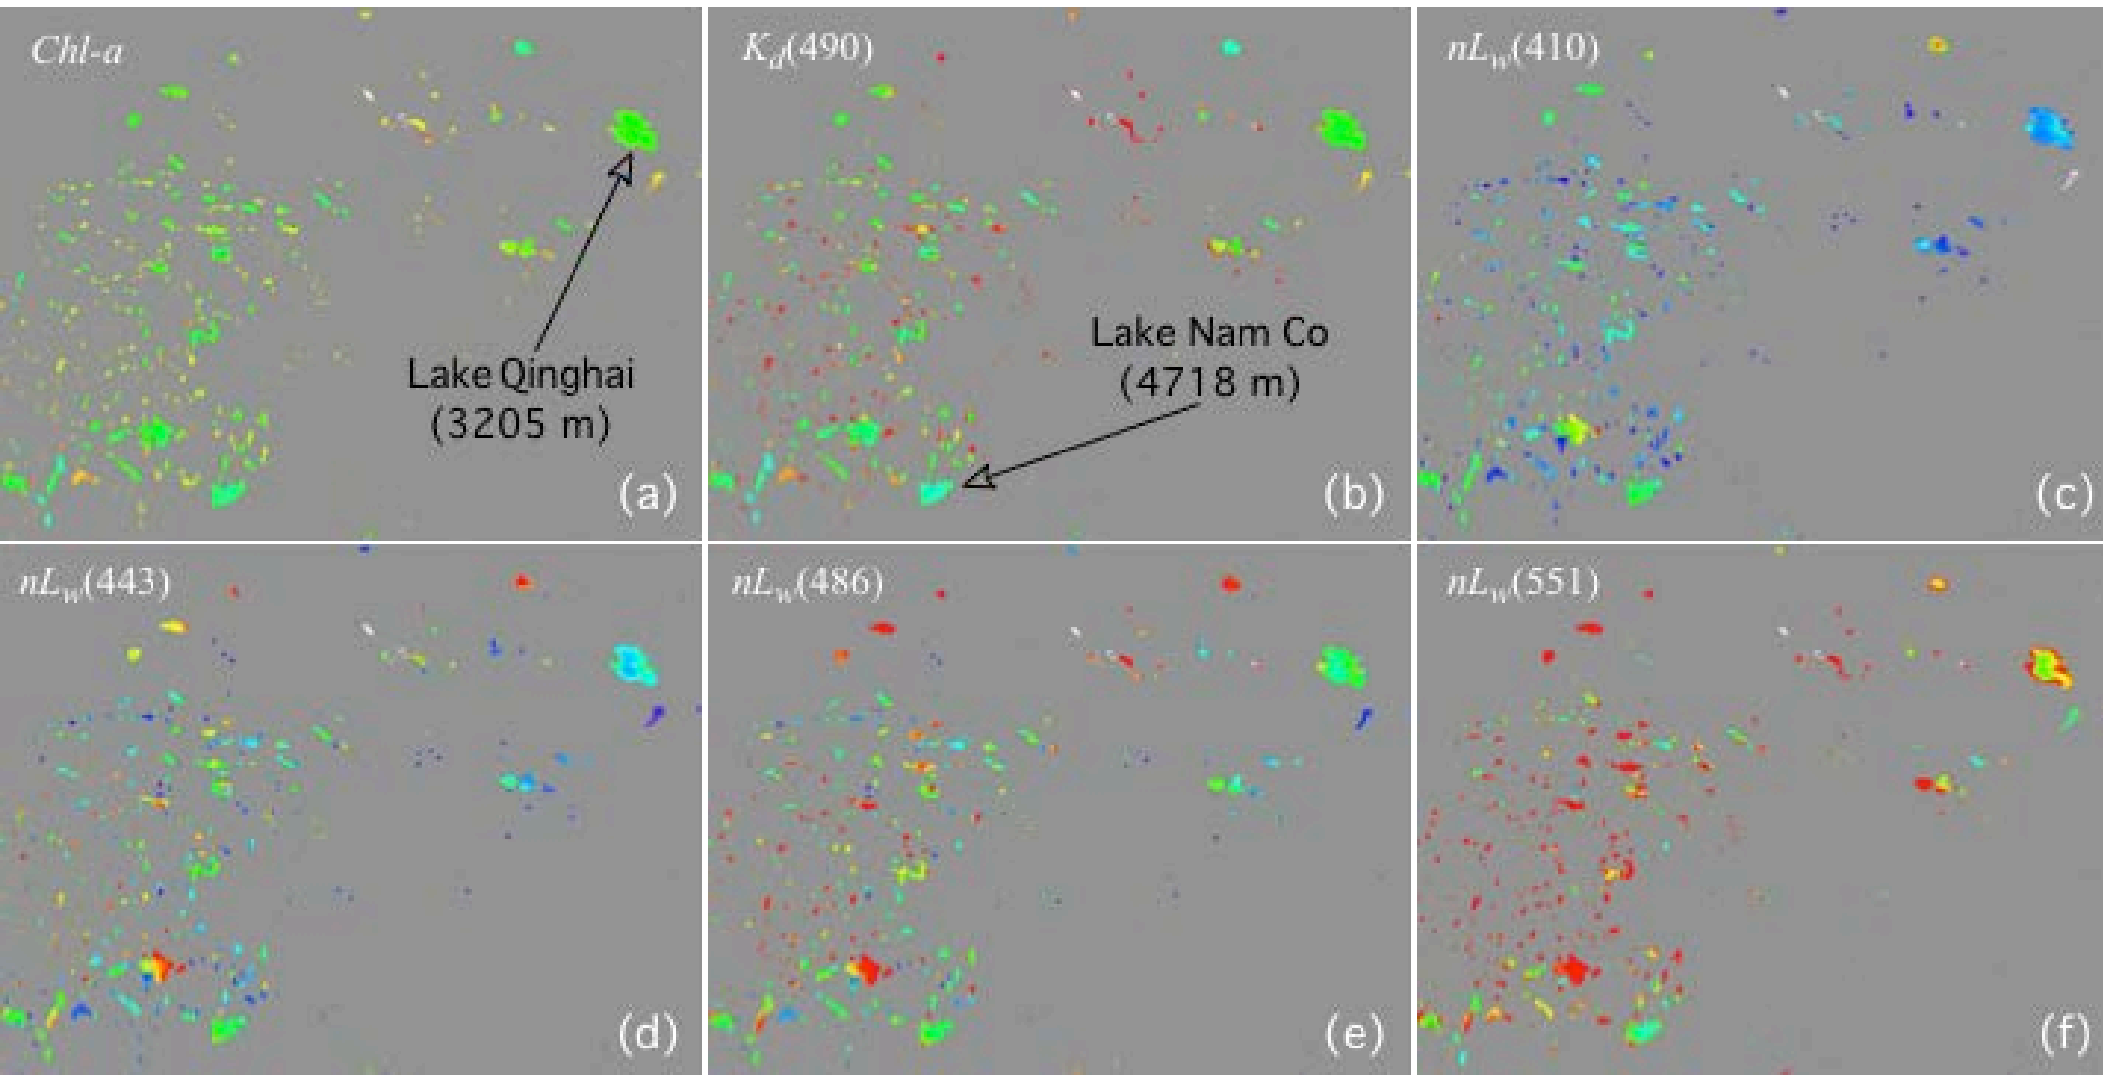 Chl-a
Lake Qinghai
(3205 m)
(a)
Kd(490)
Lake Nam Co
(4718 m)
(b)
nLw(410)
(c)
nLw(443)
(d)
nLw(486)
(e)
nLw(551)
(f)